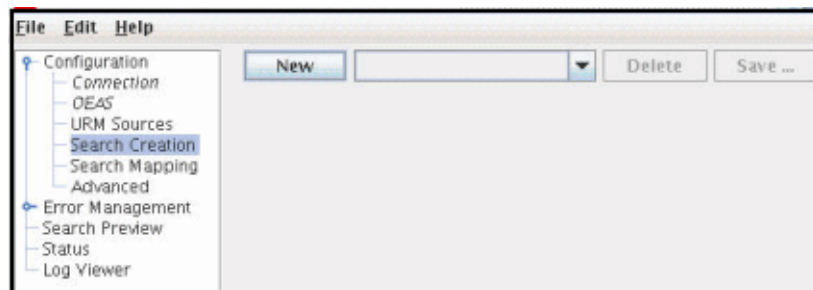 File Edit Help
Configuration
New Delete Save ...
Connection
OEAS
URM Sources
Search Creation
Search Mapping
Advanced
Error Management
Search Preview
Status
Log Viewer